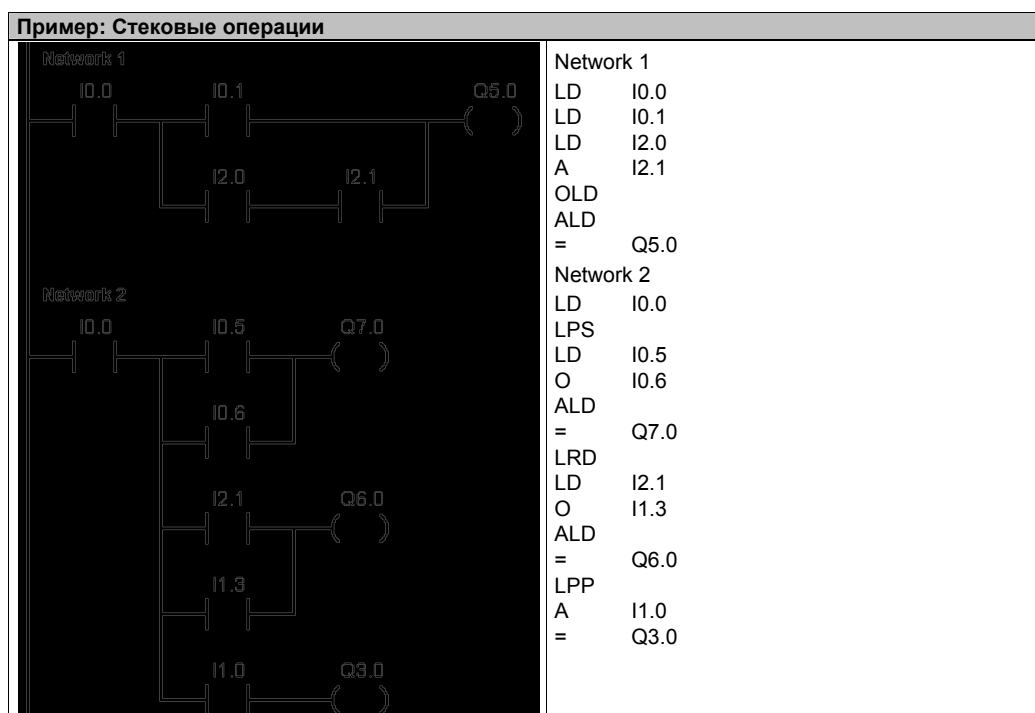 Пример: Стековые операции
Network 1
I0.0 I0.1 Q5.0
I2.0 I2.1
Network 2
I0.0 I0.5 Q7.0
I0.6
I2.1 Q6.0
I1.3
I1.0 Q3.0
Network 1
LD I0.0
LD I0.1
LD I2.0
A I2.1
OLD
ALD
= Q5.0
Network 2
LD I0.0
LPS
LD I0.5
O I0.6
ALD
= Q7.0
LRD
LD I2.1
O I1.3
ALD
= Q6.0
LPP
A I1.0
= Q3.0